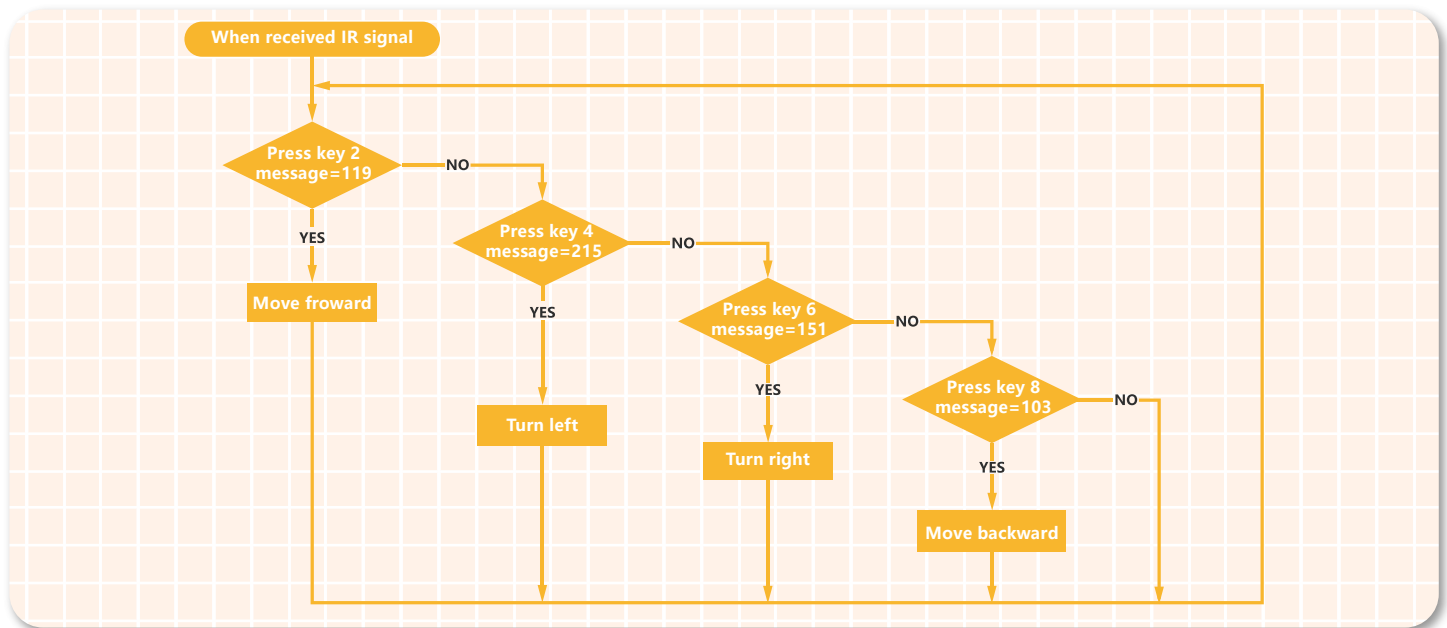 When received IR signal
Press key 2
message=119
NO
YES
Move froward
Press key 4
message=215
NO
YES
Turn left
Press key 6
message=151
NO
YES
Turn right
Press key 8
message=103
NO
YES
Move backward